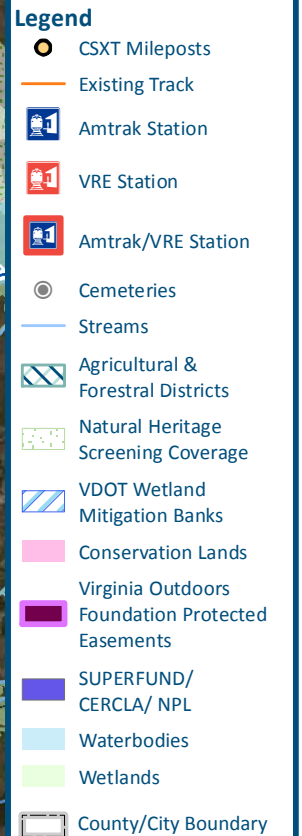 Legend
CSXT Mileposts
Existing Track
Amtrak Station
VRE Station
Amtrak/VRE Station
Cemeteries
Streams
Agricultural &
Forestral Districts
Natural Heritage
Screening Coverage
VDOT Wetland
Mitigation Banks
Conservation Lands
Virginia Outdoors
Foundation Protected
Easements
SUPERFUND/
CERCLA/ NPL
Waterbodies
Wetlands
County/City Boundary